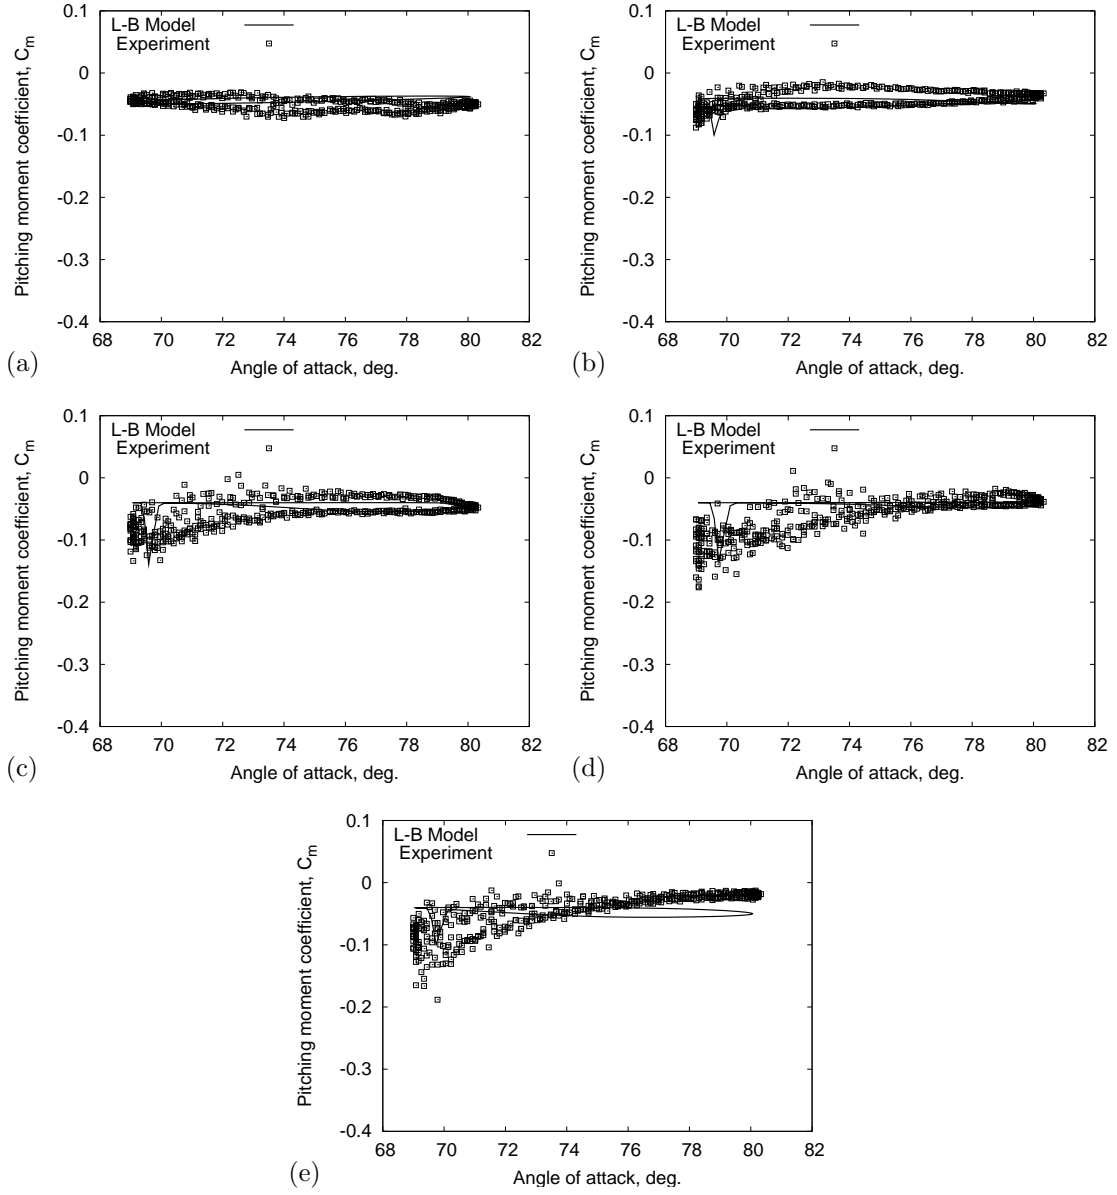 0.1
0
-0.1
-0.2
-0.3
-0.4
68 70 72 74 76 78 80 82
Pitching moment coefficient, Cm
Angle of attack, deg.
L-B Model
Experiment
(a)
0.1
0
-0.1
-0.2
-0.3
-0.4
68 70 72 74 76 78 80 82
Pitching moment coefficient, Cm
Angle of attack, deg.
L-B Model
Experiment
(b)
0.1
0
-0.1
-0.2
-0.3
-0.4
68 70 72 74 76 78 80 82
Pitching moment coefficient, Cm
Angle of attack, deg.
L-B Model
Experiment
(c)
0.1
0
-0.1
-0.2
-0.3
-0.4
68 70 72 74 76 78 80 82
Pitching moment coefficient, Cm
Angle of attack, deg.
L-B Model
Experiment
(d)
0.1
0
-0.1
-0.2
-0.3
-0.4
68 70 72 74 76 78 80 82
Pitching moment coefficient, Cm
Angle of attack, deg.
L-B Model
Experiment
(e)